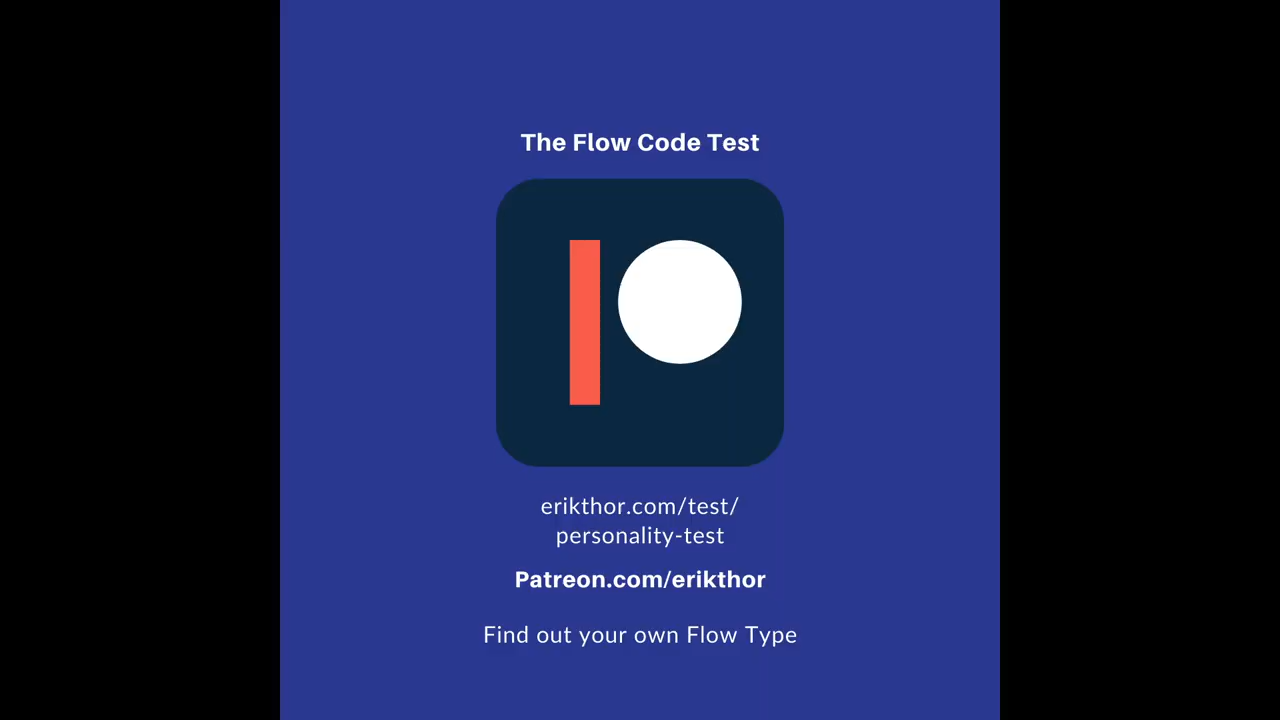 The Flow Code Test
erikthor.com/test/
personality-test
Patreon.com/erikthor
Find out your own Flow Type